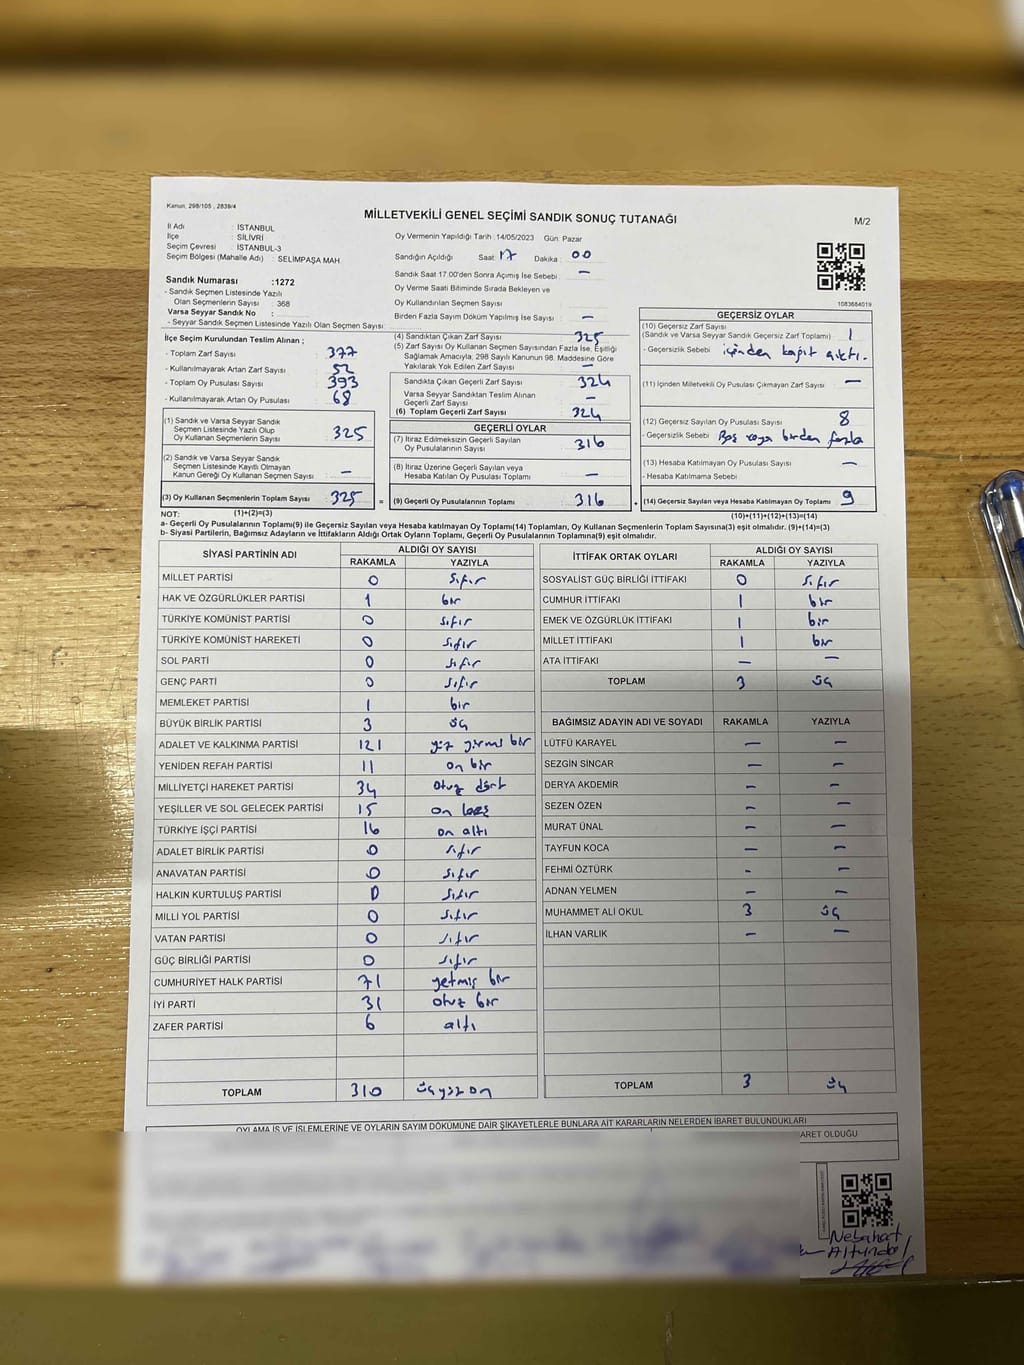 Kanun, 298/105 , 2839/4
MİLLETVEKİLİ GENEL SEÇİMİ SANDIK SONUÇ TUTANAĞI
M/2
İl Adı : İSTANBUL
İlçe : SİLİVRİ
Seçim Çevresi : İSTANBUL-3
Seçim Bölgesi (Mahalle Adı) : SELİMPAŞA MAH.
Oy Vermenin Yapıldığı Tarih :14/05/2023 Gün: Pazar
Sandığın Açıldığı Saat 17 Dakika : 00
Sandık Saat 17.00'den Sonra Açımış İse Sebebi : —
Oy Verme Saati Bitiminde Sırada Bekleyen ve
Oy Kullandırılan Seçmen Sayısı
Birden Fazla Sayım Döküm Yapılmış İse Sayısı : —
1083684019
Sandık Numarası :1272
- Sandık Seçmen Listesinde Yazılı
Olan Seçmenlerin Sayısı : 368
Varsa Seyyar Sandık No :
- Seyyar Sandık Seçmen Listesinde Yazılı Olan Seçmen Sayısı:
İlçe Seçim Kurulundan Teslim Alınan ;
- Toplam Zarf Sayısı : 377
- Kullanılmayarak Artan Zarf Sayısı : 52
- Toplam Oy Pusulası Sayısı : 393
- Kullanılmayarak Artan Oy Pusulası : 68
(1) Sandık ve Varsa Seyyar Sandık
Seçmen Listesinde Yazılı Olup
Oy Kullanan Seçmenlerin Sayısı : 325
(2) Sandık ve Varsa Seyyar Sandık
Seçmen Listesinde Kayıtlı Olmayan
Kanun Gereği Oy Kullanan Seçmen Sayısı : —
(3) Oy Kullanan Seçmenlerin Toplam Sayısı : 325 =
(4) Sandıktan Çıkan Zarf Sayısı : 325
(5) Zarf Sayısı Oy Kullanan Seçmen Sayısından Fazla İse, Eşitliği
Sağlamak Amacıyla, 298 Sayılı Kanunun 98. Maddesine Göre
Yakılarak Yok Edilen Zarf Sayısı : —
Sandıkta Çıkan Geçerli Zarf Sayısı : 324
Varsa Seyyar Sandıktan Teslim Alınan
Geçerli Zarf Sayısı : —
(6) Toplam Geçerli Zarf Sayısı : 324
GEÇERLİ OYLAR
(7) İtiraz Edilmeksizin Geçerli Sayılan
Oy Pusulalarının Toplamı : 316
(8) İtiraz Üzerine Geçerli Sayılan veya
Hesaba Katılan Oy Pusulası Toplamı : —
(9) Geçerli Oy Pusulalarının Toplamı : 316 +
GEÇERSİZ OYLAR
(10) Geçersiz Zarf Sayısı
(Sandık ve Varsa Seyyar Sandık Geçersiz Zarf Toplamı) : 1
- Geçersizlik Sebebi : içinden kağıt çıktı.
(11) İçinden Milletvekili Oy Pusulası Çıkmayan Zarf Sayısı : —
(12) Geçersiz Sayılan Oy Pusulası Sayısı : 8
- Geçersizlik Sebebi : Boş veya birden fazla
(13) Hesaba Katılmayan Oy Pusulası Sayısı : —
- Hesaba Katılmama Sebebi :
(14) Geçersiz Sayılan veya Hesaba Katılmayan Oy Toplamı : 9
NOT: (1)+(2)=(3)
(10)+(11)+(12)+(13)=(14)
a- Geçerli Oy Pusulalarının Toplamı(9) ile Geçersiz Sayılan veya Hesaba katılmayan Oy Toplamı(14) Toplamları, Oy Kullanan Seçmenlerin Toplam Sayısına(3) eşit olmalıdır. (9)+(14)=(3)
b- Siyasi Partilerin, Bağımsız Adayların ve İttifakların Aldığı Ortak Oyların Toplamı, Geçerli Oy Pusulalarının Toplamına(9) eşit olmalıdır.
SİYASİ PARTİNİN ADI ALDIĞI OY SAYISI
RAKAMLA YAZIYLA
MİLLET PARTİSİ 0 sıfır
HAK VE ÖZGÜRLÜKLER PARTİSİ 1 bir
TÜRKİYE KOMÜNİST PARTİSİ 0 sıfır
TÜRKİYE KOMÜNİST HAREKETİ 0 sıfır
SOL PARTİ 0 sıfır
GENÇ PARTİ 0 sıfır
MEMLEKET PARTİSİ 1 bir
BÜYÜK BİRLİK PARTİSİ 3 üç
ADALET VE KALKINMA PARTİSİ 121 yüz yirmi bir
YENİDEN REFAH PARTİSİ 11 on bir
MİLLİYETÇİ HAREKET PARTİSİ 34 otuz dört
YEŞİLLER VE SOL GELECEK PARTİSİ 15 on beş
TÜRKİYE İŞÇİ PARTİSİ 16 on altı
ADALET BİRLİK PARTİSİ 0 sıfır
ANAVATAN PARTİSİ 0 sıfır
HALKIN KURTULUŞ PARTİSİ 0 sıfır
MİLLİ YOL PARTİSİ 0 sıfır
VATAN PARTİSİ 0 sıfır
GÜÇ BİRLİĞİ PARTİSİ 0 sıfır
CUMHURİYET HALK PARTİSİ 71 yetmiş bir
İYİ PARTİ 31 otuz bir
ZAFER PARTİSİ 6 altı
TOPLAM 310 üçyüz on
İTTİFAK ORTAK OYLARI ALDIĞI OY SAYISI
RAKAMLA YAZIYLA
SOSYALİST GÜÇ BİRLİĞİ İTTİFAKI 0 sıfır
CUMHUR İTTİFAKI 1 bir
EMEK VE ÖZGÜRLÜK İTTİFAKI 1 bir
MİLLET İTTİFAKI 1 bir
ATA İTTİFAKI — —
TOPLAM 3 üç
BAĞIMSIZ ADAYIN ADI VE SOYADI RAKAMLA YAZIYLA
LÜTFÜ KARAYEL — —
SEZGİN SİNCAR — —
DERYA AKDEMİR — —
SEZEN ÖZEN — —
MURAT ÜNAL — —
TAYFUN KOCA — —
FEHMİ ÖZTÜRK - —
ADNAN YELMEN — —
MUHAMMET ALİ OKUL 3 üç
İLHAN VARLIK — —
TOPLAM 3 üç
OYLAMA İŞ VE İŞLEMLERİNE VE OYLARIN SAYIM DÖKÜMÜNE DAİR ŞİKAYETLERLE BUNLARA AİT KARARLARIN NELERDEN İBARET BULUNDUKLARI
ARET OLDUĞU
Nebahat
Altundal